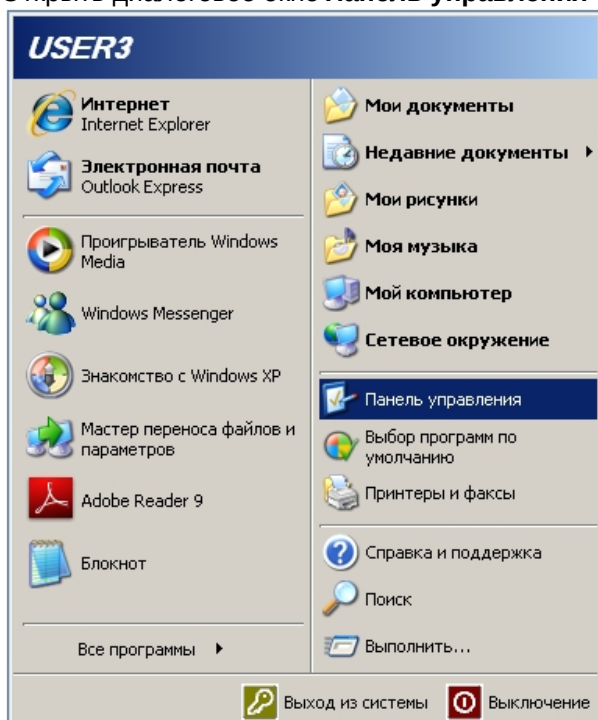 Открыть диалоговое окно Панель управления
USER3
Интернет
Internet Explorer
Электронная почта
Outlook Express
Проигрыватель Windows
Media
Windows Messenger
Знакомство с Windows XP
Мастер переноса файлов и
параметров
Adobe Reader 9
Блокнот
Все программы
Мои документы
Недавние документы
Мои рисунки
Моя музыка
Мой компьютер
Сетевое окружение
Панель управления
Выбор программ по
умолчанию
Принтеры и факсы
Справка и поддержка
Поиск
Выполнить...
Выход из системы
Выключение